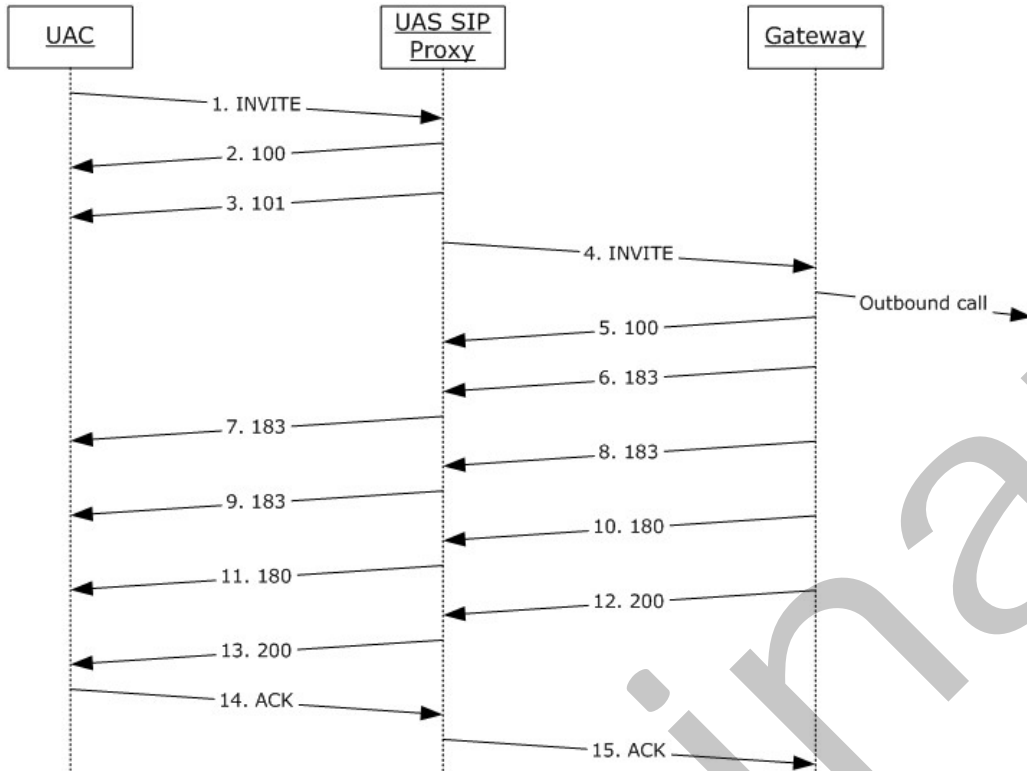 UAC
UAS SIP
Proxy
Gateway
1. INVITE
2. 100
3. 101
4. INVITE
Outbound call
5. 100
6. 183
7. 183
8. 183
9. 183
10. 180
11. 180
12. 200
13. 200
14. ACK
15. ACK
ina